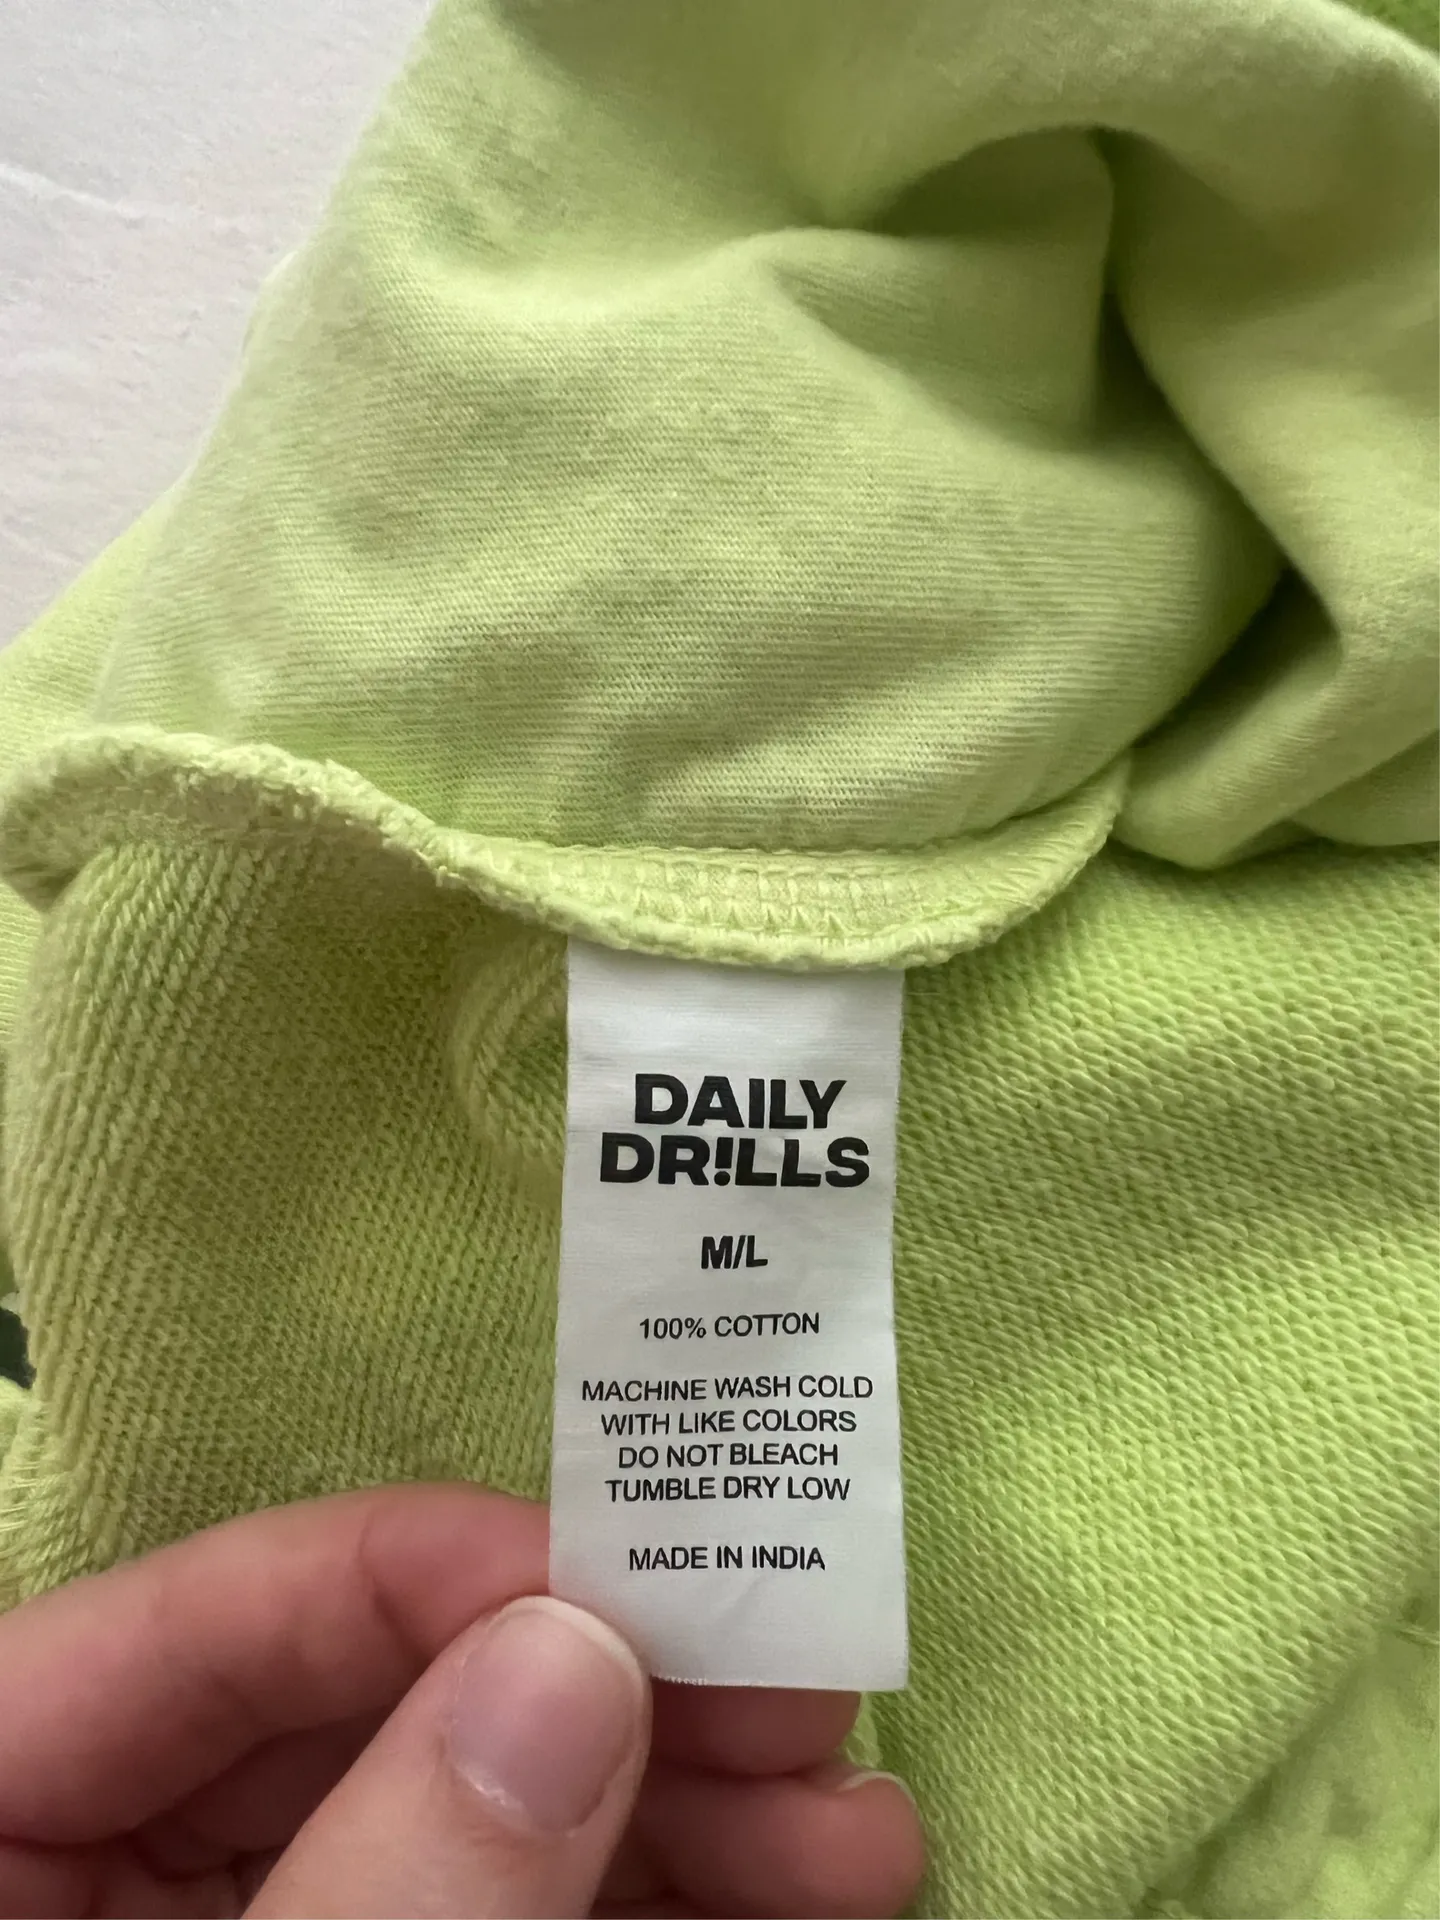 DAILY
DR!LLS
M/L
100% COTTON
MACHINE WASH COLD
WITH LIKE COLORS
DO NOT BLEACH
TUMBLE DRY LOW
MADE IN INDIA